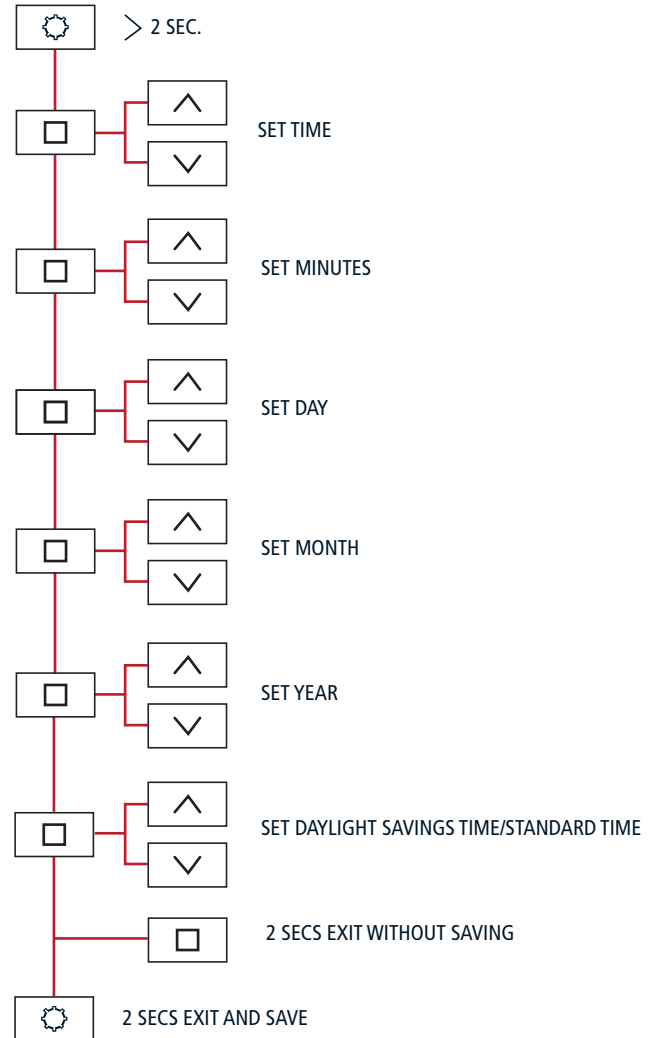 > 2 SEC.
SET TIME
SET MINUTES
SET DAY
SET MONTH
SET YEAR
SET DAYLIGHT SAVINGS TIME/STANDARD TIME
2 SECS EXIT WITHOUT SAVING
2 SECS EXIT AND SAVE